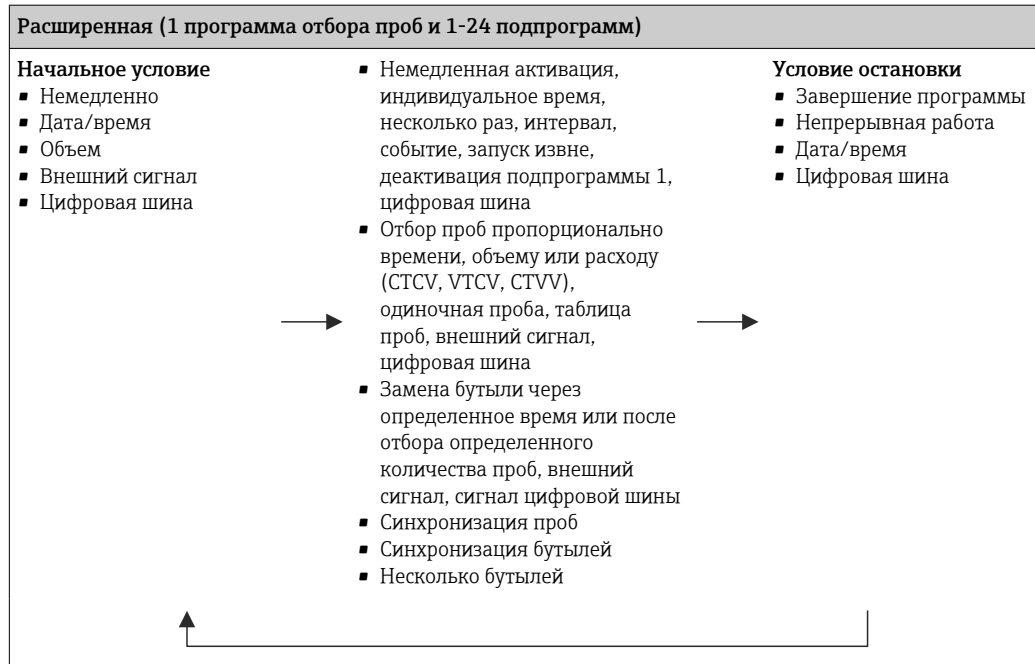 Расширенная (1 программа отбора проб и 1-24 подпрограмм)
Начальное условие
▪ Немедленно
▪ Дата/время
▪ Объем
▪ Внешний сигнал
▪ Цифровая шина
▪ Немедленная активация,
индивидуальное время,
несколько раз, интервал,
событие, запуск извне,
деактивация подпрограммы 1,
цифровая шина
▪ Отбор проб пропорционально
времени, объему или расходу
(CTCV, VTCV, CTVV),
одиночная проба, таблица
проб, внешний сигнал,
цифровая шина
▪ Замена бутыли через
определенное время или после
отбора определенного
количества проб, внешний
сигнал, сигнал цифровой шины
▪ Синхронизация проб
▪ Синхронизация бутылей
▪ Несколько бутылей
Условие остановки
▪ Завершение программы
▪ Непрерывная работа
▪ Дата/время
▪ Цифровая шина